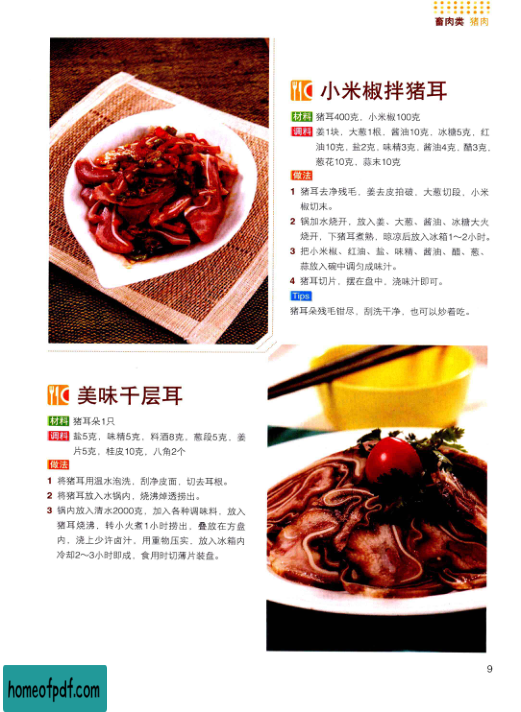 畜肉类 猪肉
小米椒拌猪耳
材料 猪耳400克，小米椒100克
调料 姜1块，大葱1根，酱油10克，冰糖5克，红
油10克，盐2克，味精3克，酱油4克，醋3克，
葱花10克，蒜末10克
做法
1 猪耳去净残毛，姜去皮拍破，大葱切段，小米
椒切末。
2 锅加水烧开，放入姜、大葱、酱油、冰糖大火
烧开，下猪耳煮熟，晾凉后放入冰箱1～2小时。
3 把小米椒、红油、盐、味精、酱油、醋、葱、
蒜放入碗中调匀成味汁。
4 猪耳切片，摆在盘中，浇味汁即可。
Tips
猪耳朵残毛钳尽，刮洗干净，也可以炒着吃。
美味千层耳
材料 猪耳朵1只
调料 盐5克，味精5克，料酒8克，葱段5克，姜
片5克，桂皮10克，八角2个
做法
1 将猪耳用温水泡洗，刮净皮面，切去耳根。
2 将猪耳放入水锅内，烧沸焯透捞出。
3 锅内放入清水2000克，加入各种调味料，放入
猪耳烧沸，转小火煮1小时捞出，叠放在方盘
内，浇上少许卤汁，用重物压实，放入冰箱内
冷却2～3小时即成，食用时切薄片装盘。
9
homeofpdf.com